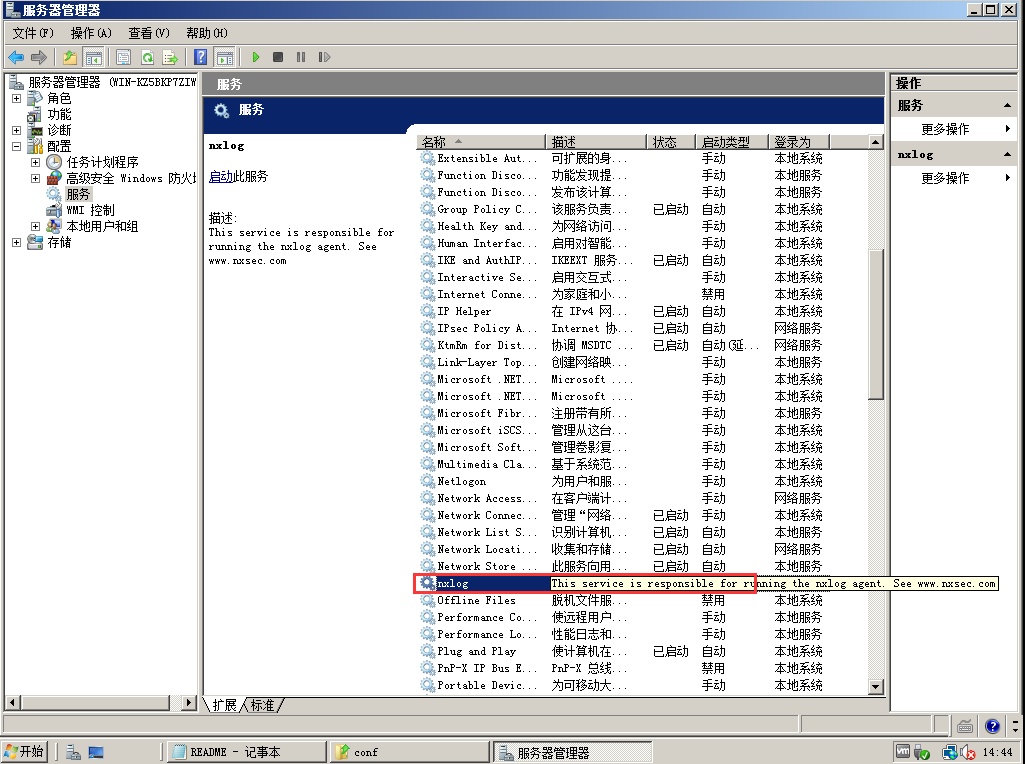 服务器管理器
文件(F) 操作(A) 查看(V) 帮助(H)
服务器管理器 (WIN-KZ5BKP7ZIW
角色
功能
诊断
配置
任务计划程序
高级安全 Windows 防火
服务
WMI 控制
本地用户和组
存储
服务
服务
nxlog
启动此服务
描述:
This service is responsible for
running the nxlog agent. See
www.nxsec.com
名称 描述 状态 启动类型 登录为
Extensible Aut... 可扩展的身... 手动 本地系统
Function Disco... 功能发现提... 手动 本地服务
Function Disco... 发布该计算... 手动 本地服务
Group Policy C... 该服务负责... 已启动 自动 本地系统
Health Key and... 为网络访问... 手动 本地系统
Human Interfac... 启用对智能... 手动 本地系统
IKE and AuthIP... IKEEXT 服务... 已启动 自动 本地系统
Interactive Se... 启用交互式... 手动 本地系统
Internet Conne... 为家庭和小... 禁用 本地系统
IP Helper 在 IPv4 网... 已启动 自动 本地系统
IPsec Policy A... Internet 协... 已启动 自动 网络服务
KtmRm for Dist... 协调 MSDTC ... 已启动 自动(延... 网络服务
Link-Layer Top... 创建网络映... 手动 本地服务
Microsoft .NET... Microsoft .... 手动 本地系统
Microsoft .NET... Microsoft .... 手动 本地系统
Microsoft Fibr... 注册带有所... 手动 本地服务
Microsoft iSCS... 管理从这台... 手动 本地系统
Microsoft Soft... 管理卷影复... 手动 本地系统
Multimedia Cla... 基于系统范... 手动 本地系统
Netlogon 为用户和服... 手动 本地系统
Network Access... 在客户端计... 手动 网络服务
Network Connec... 管理“网络... 已启动 手动 本地系统
Network List S... 识别计算机... 已启动 自动 本地服务
Network Locati... 收集和存储... 已启动 自动 网络服务
Network Store ... 此服务向用... 已启动 自动 本地服务
nxlog This service is responsible for running the nxlog agent. See www.nxsec.com
Offline Files 脱机文件服... 禁用 本地系统
Performance Co... 使远程用户... 手动 本地服务
Performance Lo... 性能日志和... 手动 本地服务
Plug and Play 使计算机在... 已启动 自动 本地系统
PnP-X IP Bus E... PnP-X 总线... 禁用 本地系统
Portable Devic... 为可移动大... 手动 本地系统
扩展 标准
操作
服务
更多操作
nxlog
更多操作
开始 README - 记事本 conf 服务器管理器 14:44